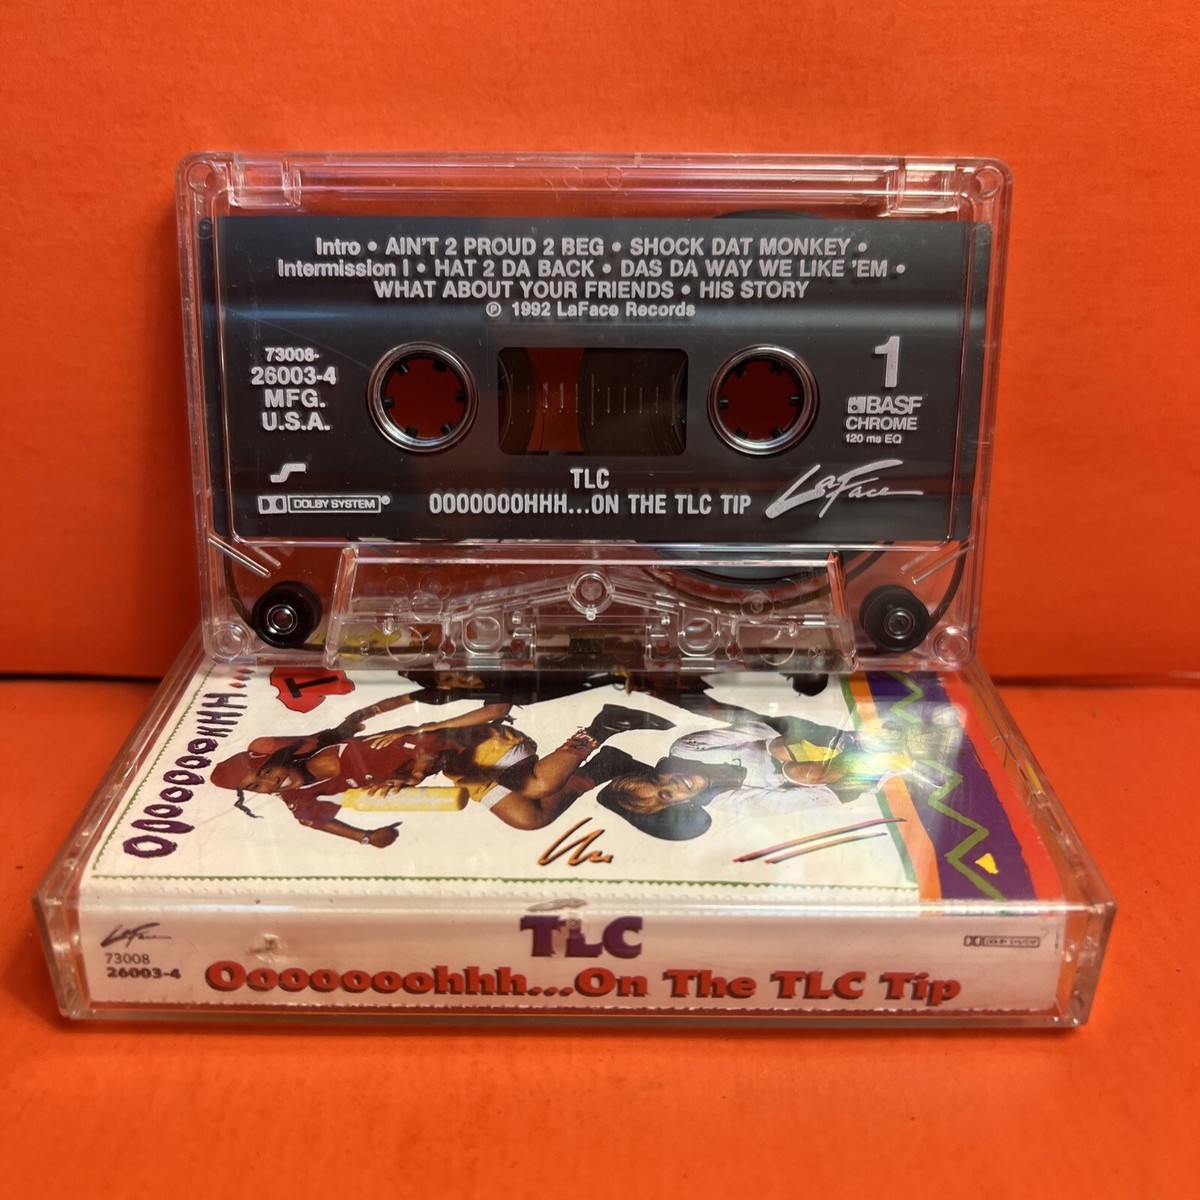 Intro • AIN'T 2 PROUD 2 BEG • SHOCK DAT MONKEY •
Intermission I • HAT 2 DA BACK • DAS DA WAY WE LIKE 'EM •
WHAT ABOUT YOUR FRIENDS • HIS STORY
℗ 1992 LaFace Records
73008-
26003-4
MFG.
U.S.A.
1
BASF
CHROME
120 ms EQ
DOLBY SYSTEM®
TLC
OOOOOOOHHH...ON THE TLC TIP
LaFace
OOOOOOOHHH...
T
LaFace
73008
26003-4
TLC
Ooooooohhh...On The TLC Tip
DOLBY SYSTEM